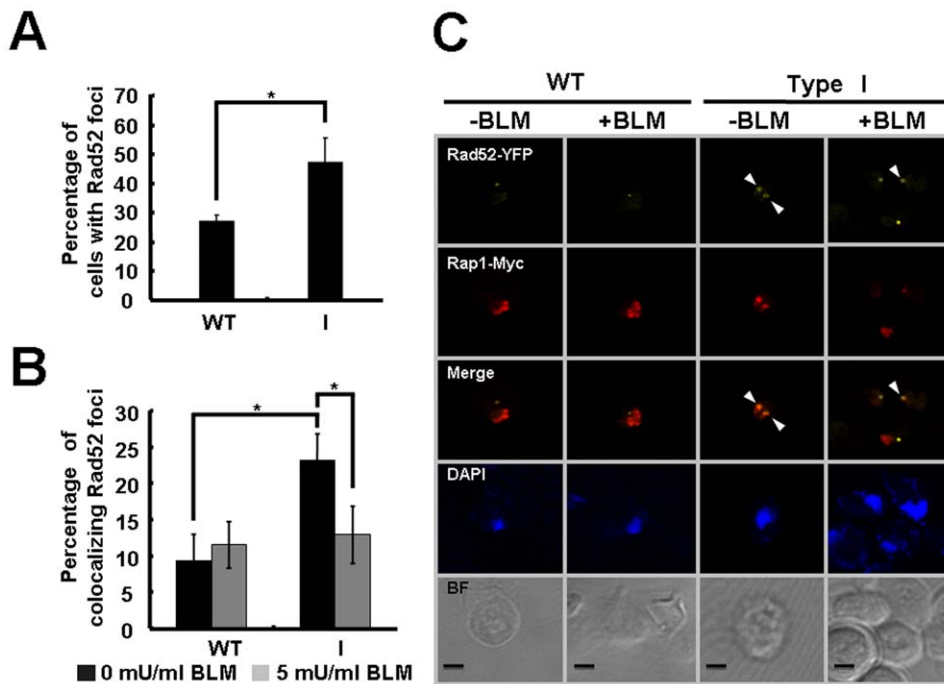 A
Percentage of
cells with Rad52 foci
70
60
50
40
30
20
10
0
*
WT
I
B
Percentage of
colocalizing Rad52 foci
30
25
20
15
10
5
0
*
*
WT
I
0 mU/ml BLM
5 mU/ml BLM
C
WT
Type I
-BLM
+BLM
-BLM
+BLM
Rad52-YFP
Rap1-Myc
Merge
DAPI
BF